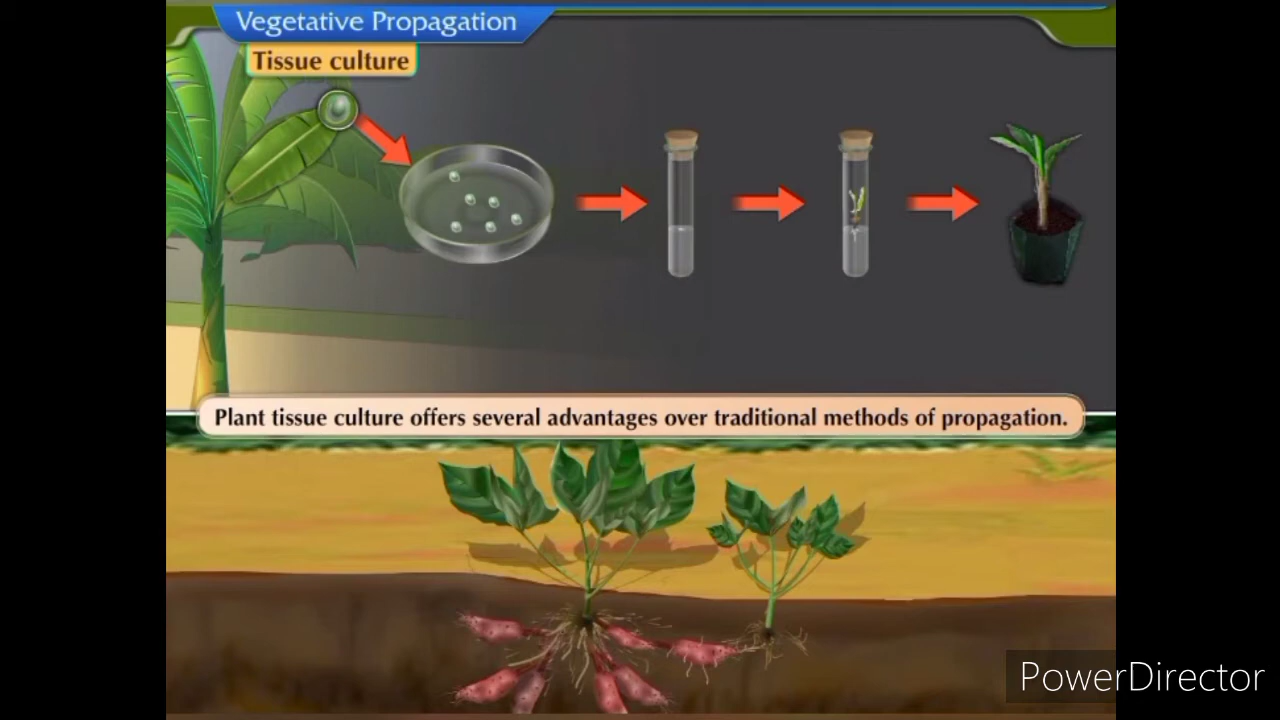 Vegetative Propagation
Tissue culture
Plant tissue culture offers several advantages over traditional methods of propagation.
PowerDirector